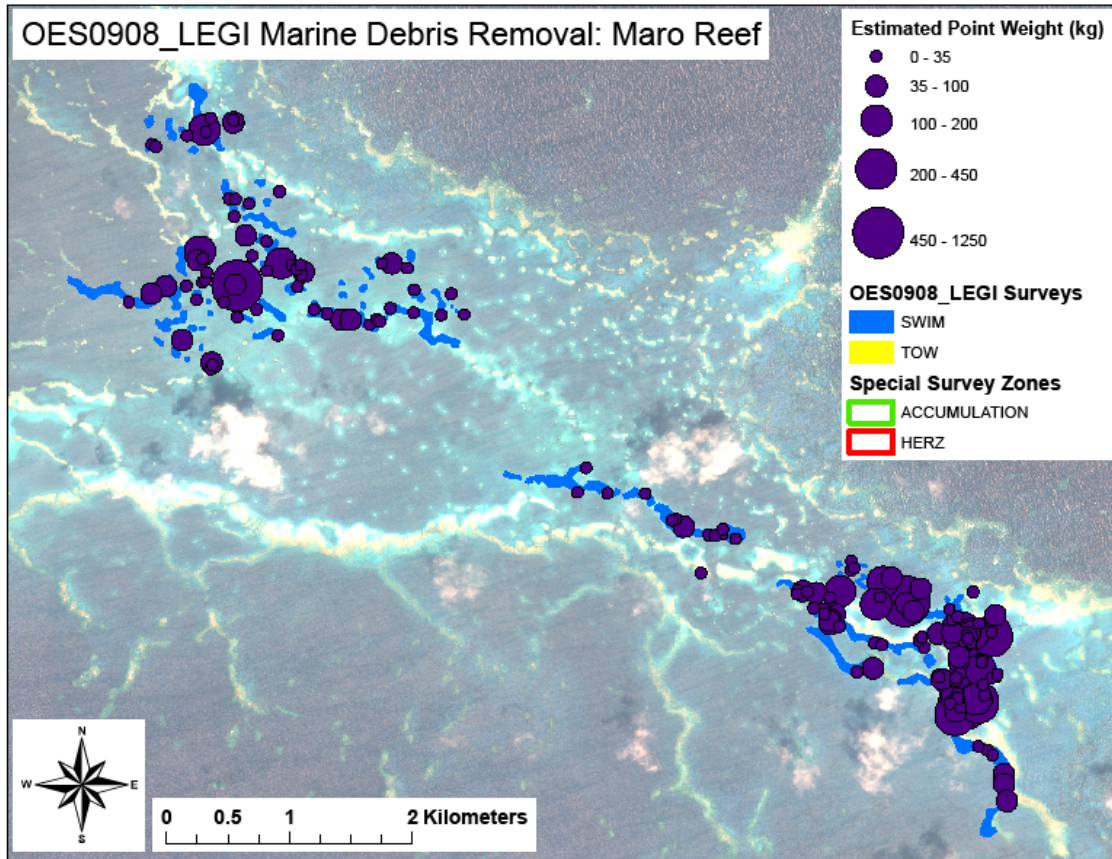 OES0908_LEGI Marine Debris Removal: Maro Reef
Estimated Point Weight (kg)
0 - 35
35 - 100
100 - 200
200 - 450
450 - 1250
OES0908_LEGI Surveys
SWIM
TOW
Special Survey Zones
ACCUMULATION
HERZ
N
W E
S
0 0.5 1 2 Kilometers